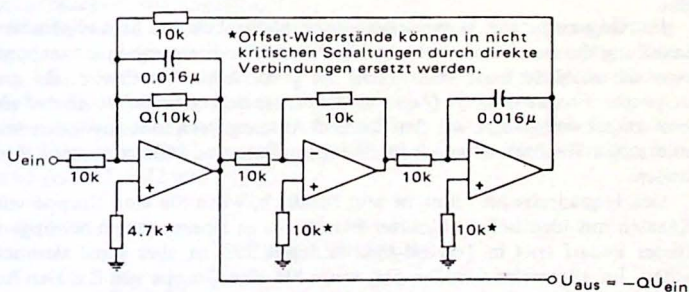 10k
*Offset-Widerstände können in nicht
kritischen Schaltungen durch direkte
Verbindungen ersetzt werden.
0.016µ
Q(10k)
10k
0.016µ
Uein
10k
10k
10k
4.7k*
10k*
10k*
Uaus = -QUein